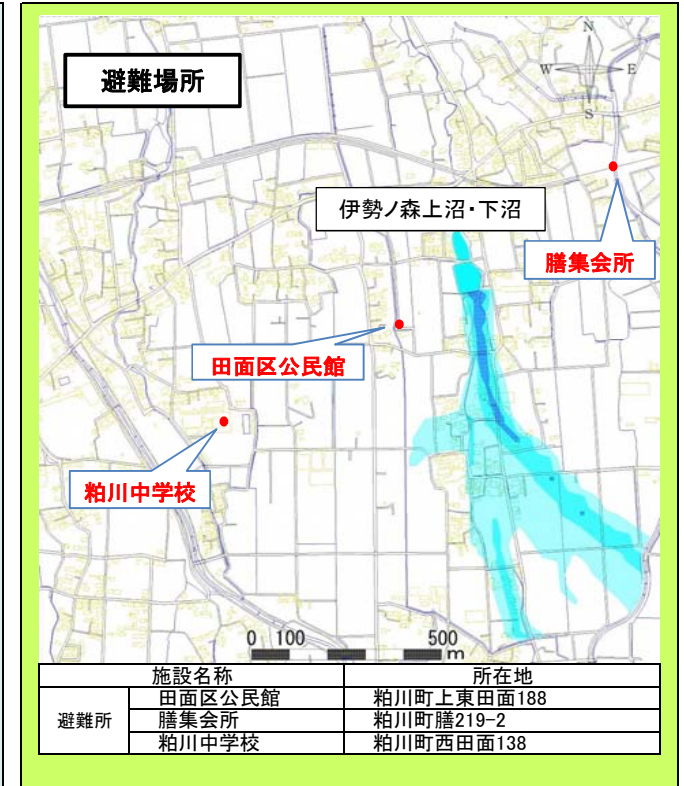 避難場所
N
W E
S
伊勢ノ森上沼・下沼
膳集会所
田面区公民館
粕川中学校
0 100 500
m
施設名称 所在地
避難所 田面区公民館 粕川町上東田面188
膳集会所 粕川町膳219-2
粕川中学校 粕川町西田面138